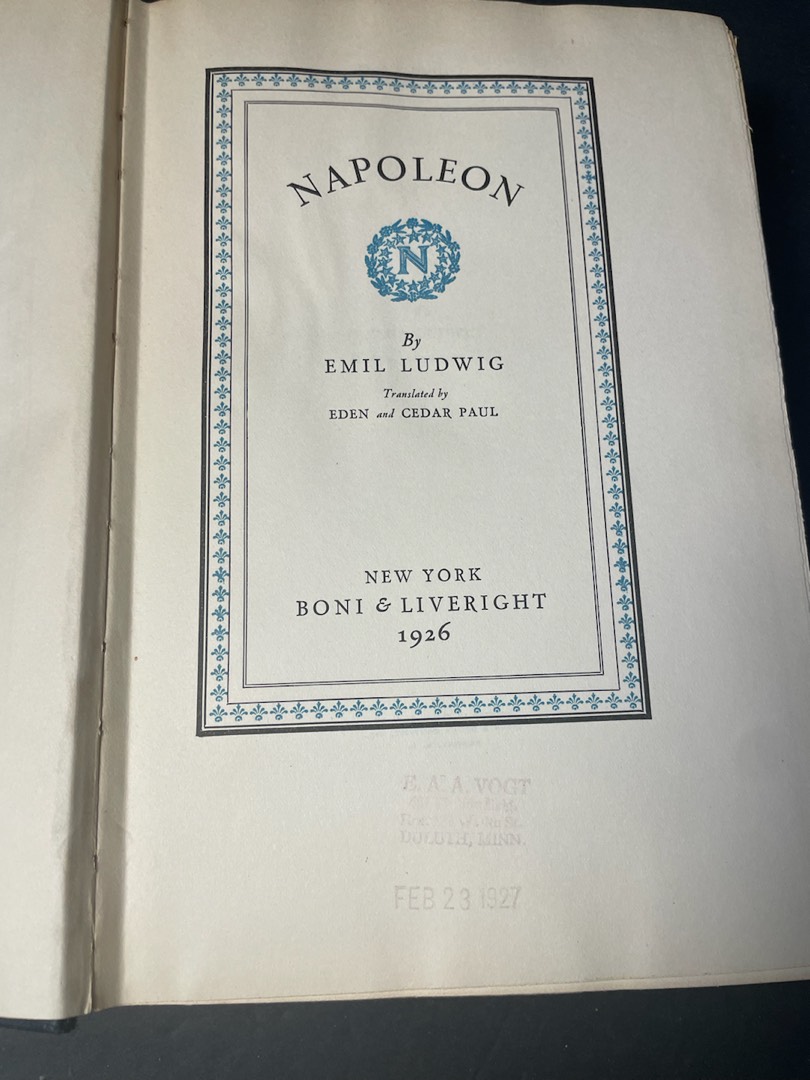 NAPOLEON
N
By
EMIL LUDWIG
Translated by
EDEN and CEDAR PAUL
NEW YORK
BONI & LIVERIGHT
1926
E. A. VOGT
DULUTH, MINN.
FEB 23 1927